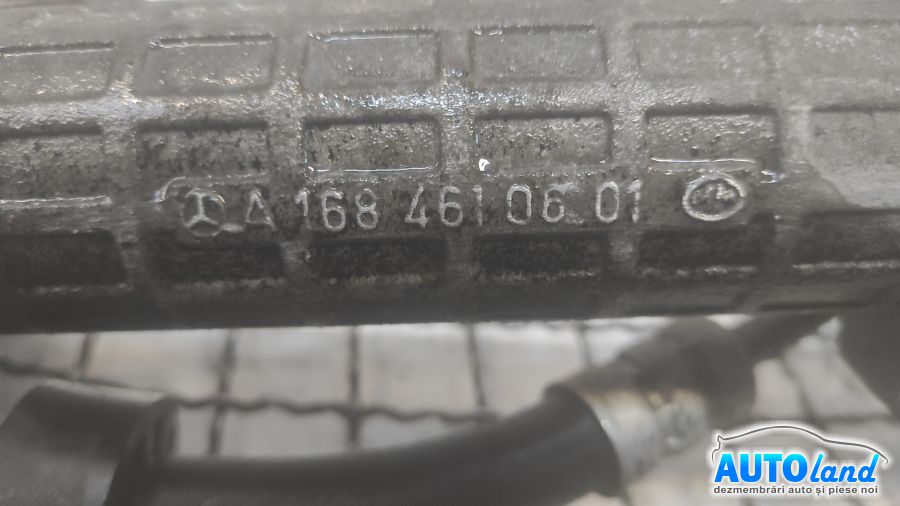 A 168 461 06 01
AUTOland
dezmembrări auto și piese noi